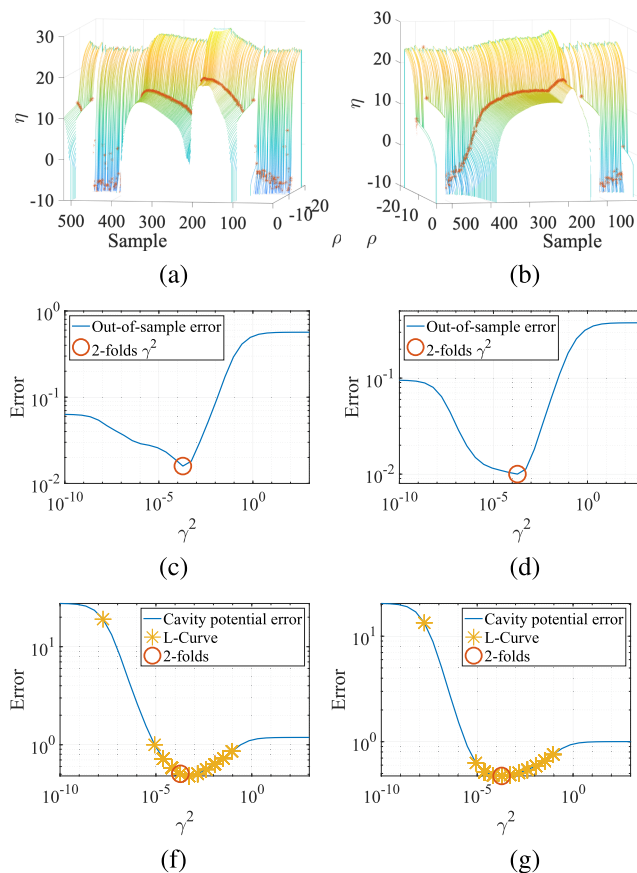 30
20
10
0
-10
η
500 400 300 200 100 0
-10 -20
Sample
ρ
(a)
30
20
10
0
-10
-20
η
0 500 400 300 200 100
ρ
Sample
(b)
10^0
10^-1
10^-2
Error
Out-of-sample error
2-folds γ^2
10^-10 10^-5 10^0
γ^2
(c)
10^-1
10^-2
Error
Out-of-sample error
2-folds γ^2
10^-10 10^-5 10^0
γ^2
(d)
10^1
10^0
Error
Cavity potential error
L-Curve
2-folds
10^-10 10^-5 10^0
γ^2
(f)
10^1
10^0
Error
Cavity potential error
L-Curve
2-folds
10^-10 10^-5 10^0
γ^2
(g)